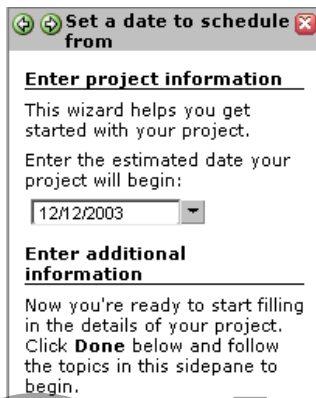 Set a date to schedule
from
Enter project information
This wizard helps you get
started with your project.
Enter the estimated date your
project will begin:
12/12/2003
Enter additional
information
Now you're ready to start filling
in the details of your project.
Click Done below and follow
the topics in this sidepane to
begin.